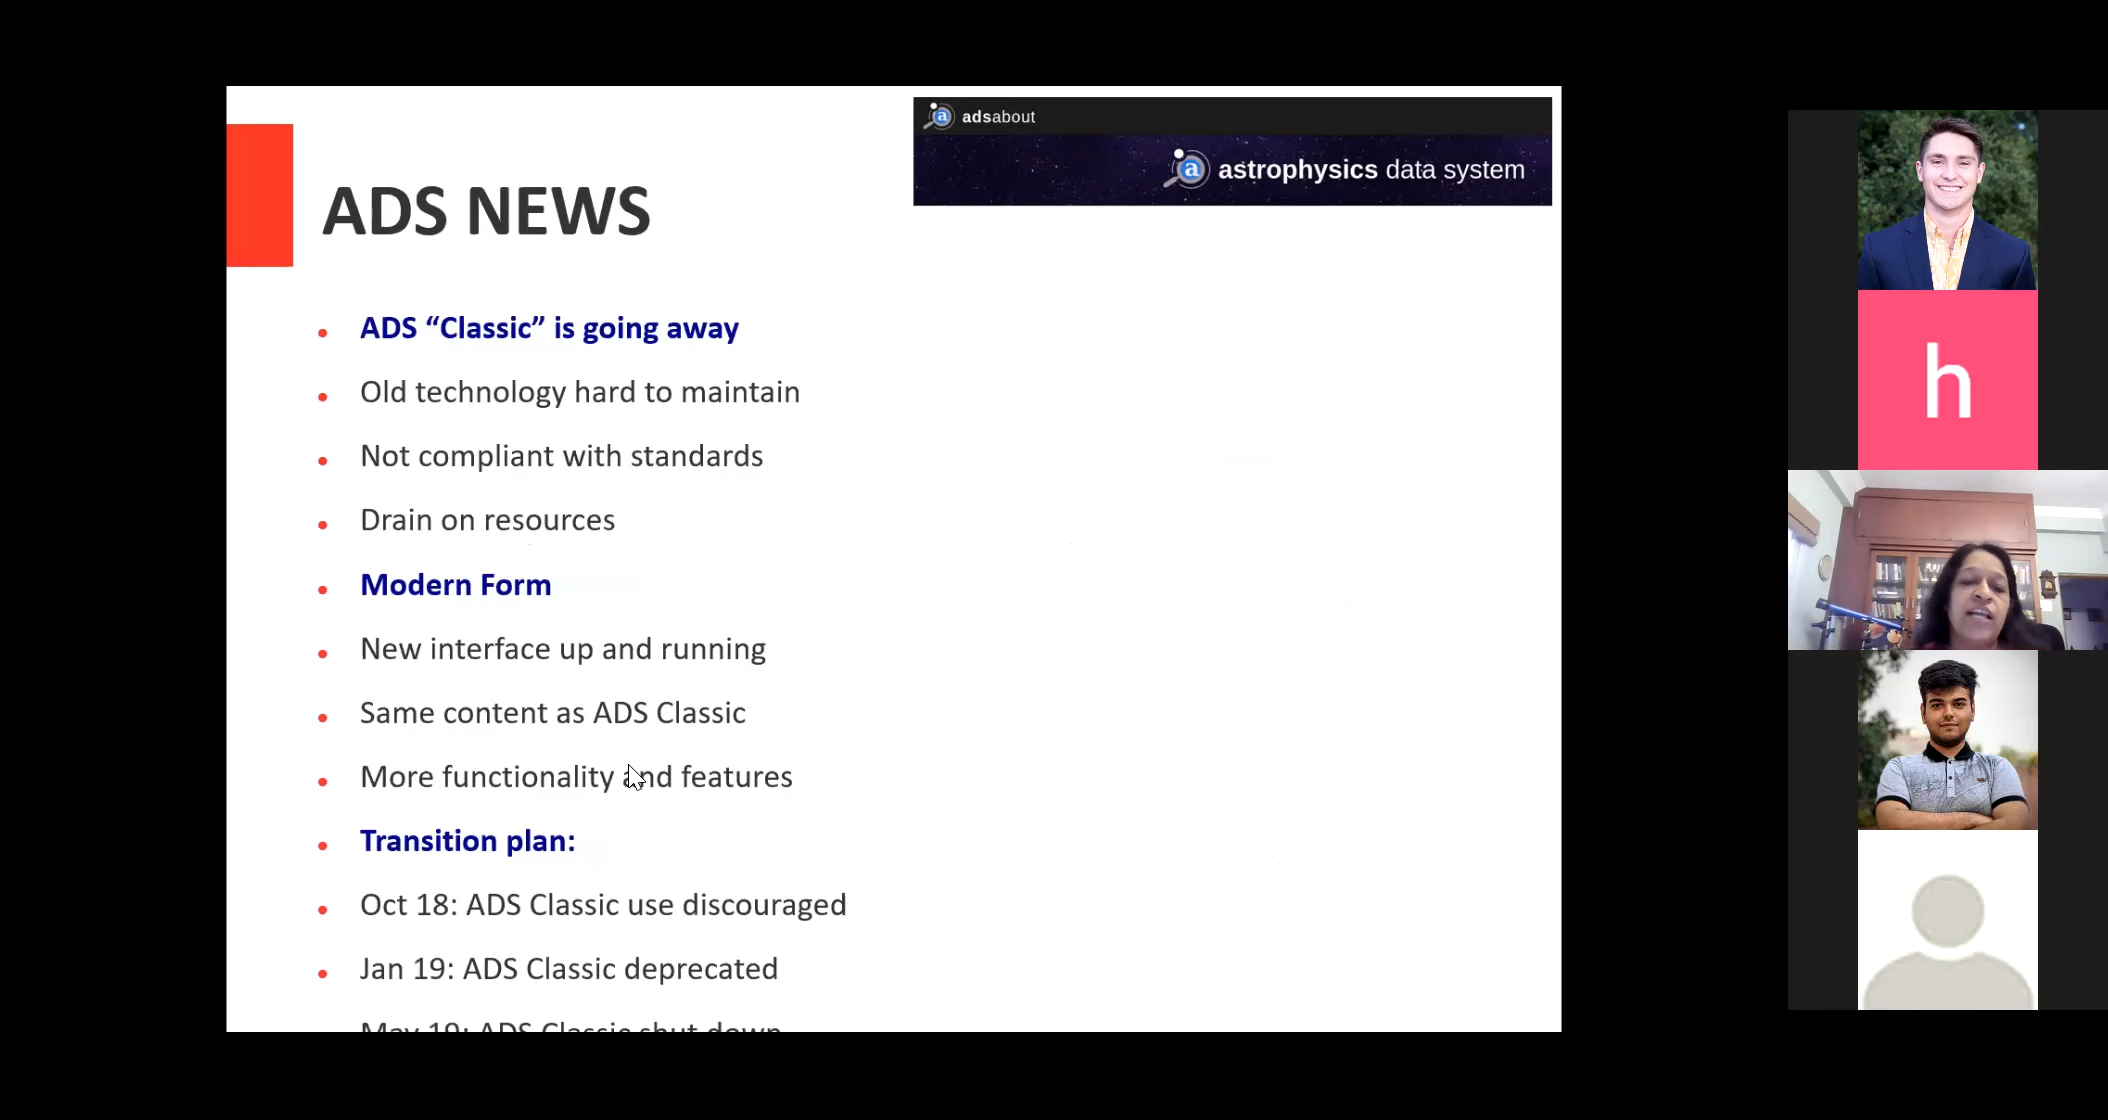 adsabout
astrophysics data system
ADS NEWS
ADS “Classic” is going away
Old technology hard to maintain
Not compliant with standards
Drain on resources
Modern Form
New interface up and running
Same content as ADS Classic
More functionality and features
Transition plan:
Oct 18: ADS Classic use discouraged
Jan 19: ADS Classic deprecated
May 19: ADS Classic shut down
h